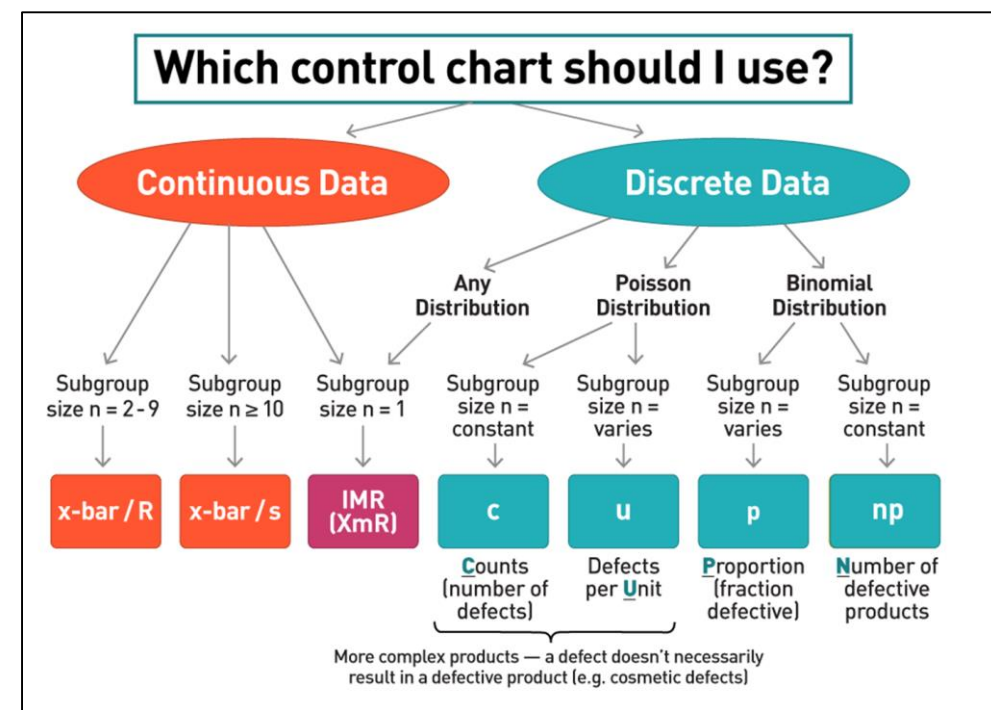 Which control chart should I use?
Continuous Data
Discrete Data
Any
Distribution
Poisson
Distribution
Binomial
Distribution
Subgroup
size n = 2 - 9
Subgroup
size n ≥ 10
Subgroup
size n = 1
Subgroup
size n =
constant
Subgroup
size n =
varies
Subgroup
size n =
varies
Subgroup
size n =
constant
x-bar / R
x-bar / s
IMR
(XmR)
c
u
p
np
Counts
(number of
defects)
Defects
per Unit
Proportion
(fraction
defective)
Number of
defective
products
More complex products — a defect doesn't necessarily
result in a defective product (e.g. cosmetic defects)